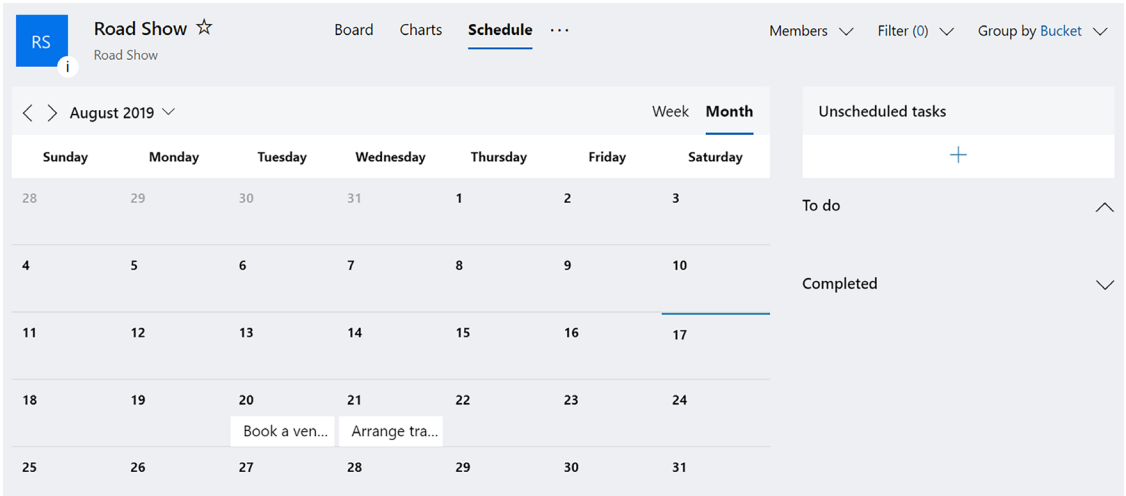 RS
i
Road Show
Road Show
Board Charts Schedule ...
Members Filter (0) Group by Bucket
August 2019
Week Month
Sunday Monday Tuesday Wednesday Thursday Friday Saturday
28 29 30 31 1 2 3
4 5 6 7 8 9 10
11 12 13 14 15 16 17
18 19 20 21 22 23 24
Book a ven... Arrange tra...
25 26 27 28 29 30 31
Unscheduled tasks
+
To do
Completed